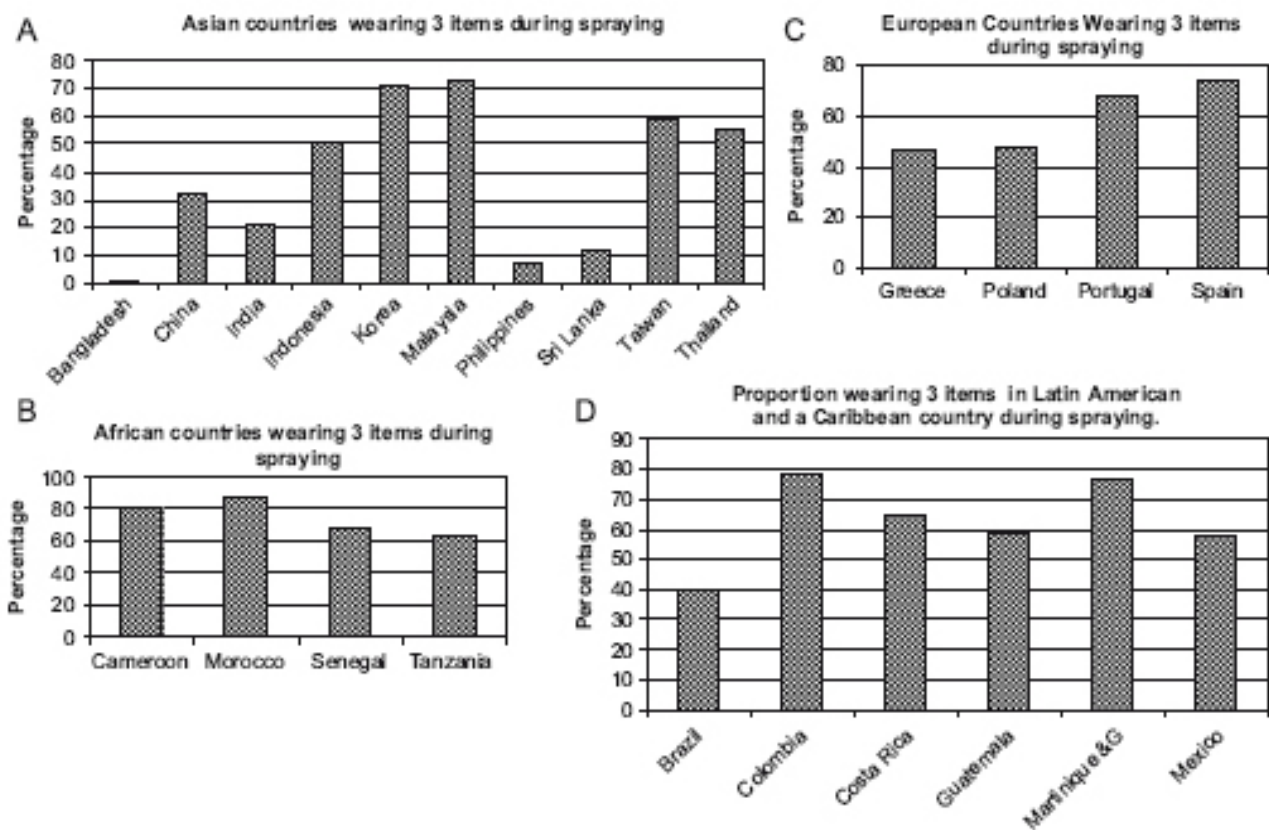 A
Asian countries wearing 3 items during spraying
Percentage
80
70
60
50
40
30
20
10
0
Bangladesh
China
India
Indonesia
Korea
Malaysia
Philippines
Sri Lanka
Taiwan
Thailand
C
European Countries Wearing 3 items
during spraying
Percentage
80
60
40
20
0
Greece
Poland
Portugal
Spain
B
African countries wearing 3 items during
spraying
Percentage
100
80
60
40
20
0
Cameroon
Morocco
Senegal
Tanzania
D
Proportion wearing 3 items in Latin American
and a Caribbean country during spraying.
Percentage
90
80
70
60
50
40
30
20
10
0
Brazil
Colombia
Costa Rica
Guatemala
Martinique &G
Mexico